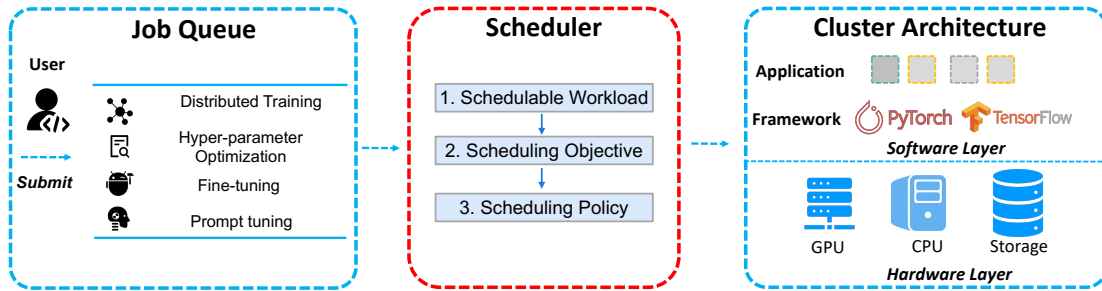 Job Queue
User
Submit
Distributed Training
Hyper-parameter
Optimization
Fine-tuning
Prompt tuning
Scheduler
1. Schedulable Workload
2. Scheduling Objective
3. Scheduling Policy
Cluster Architecture
Application
Framework
PyTorch
TensorFlow
Software Layer
GPU
CPU
Storage
Hardware Layer